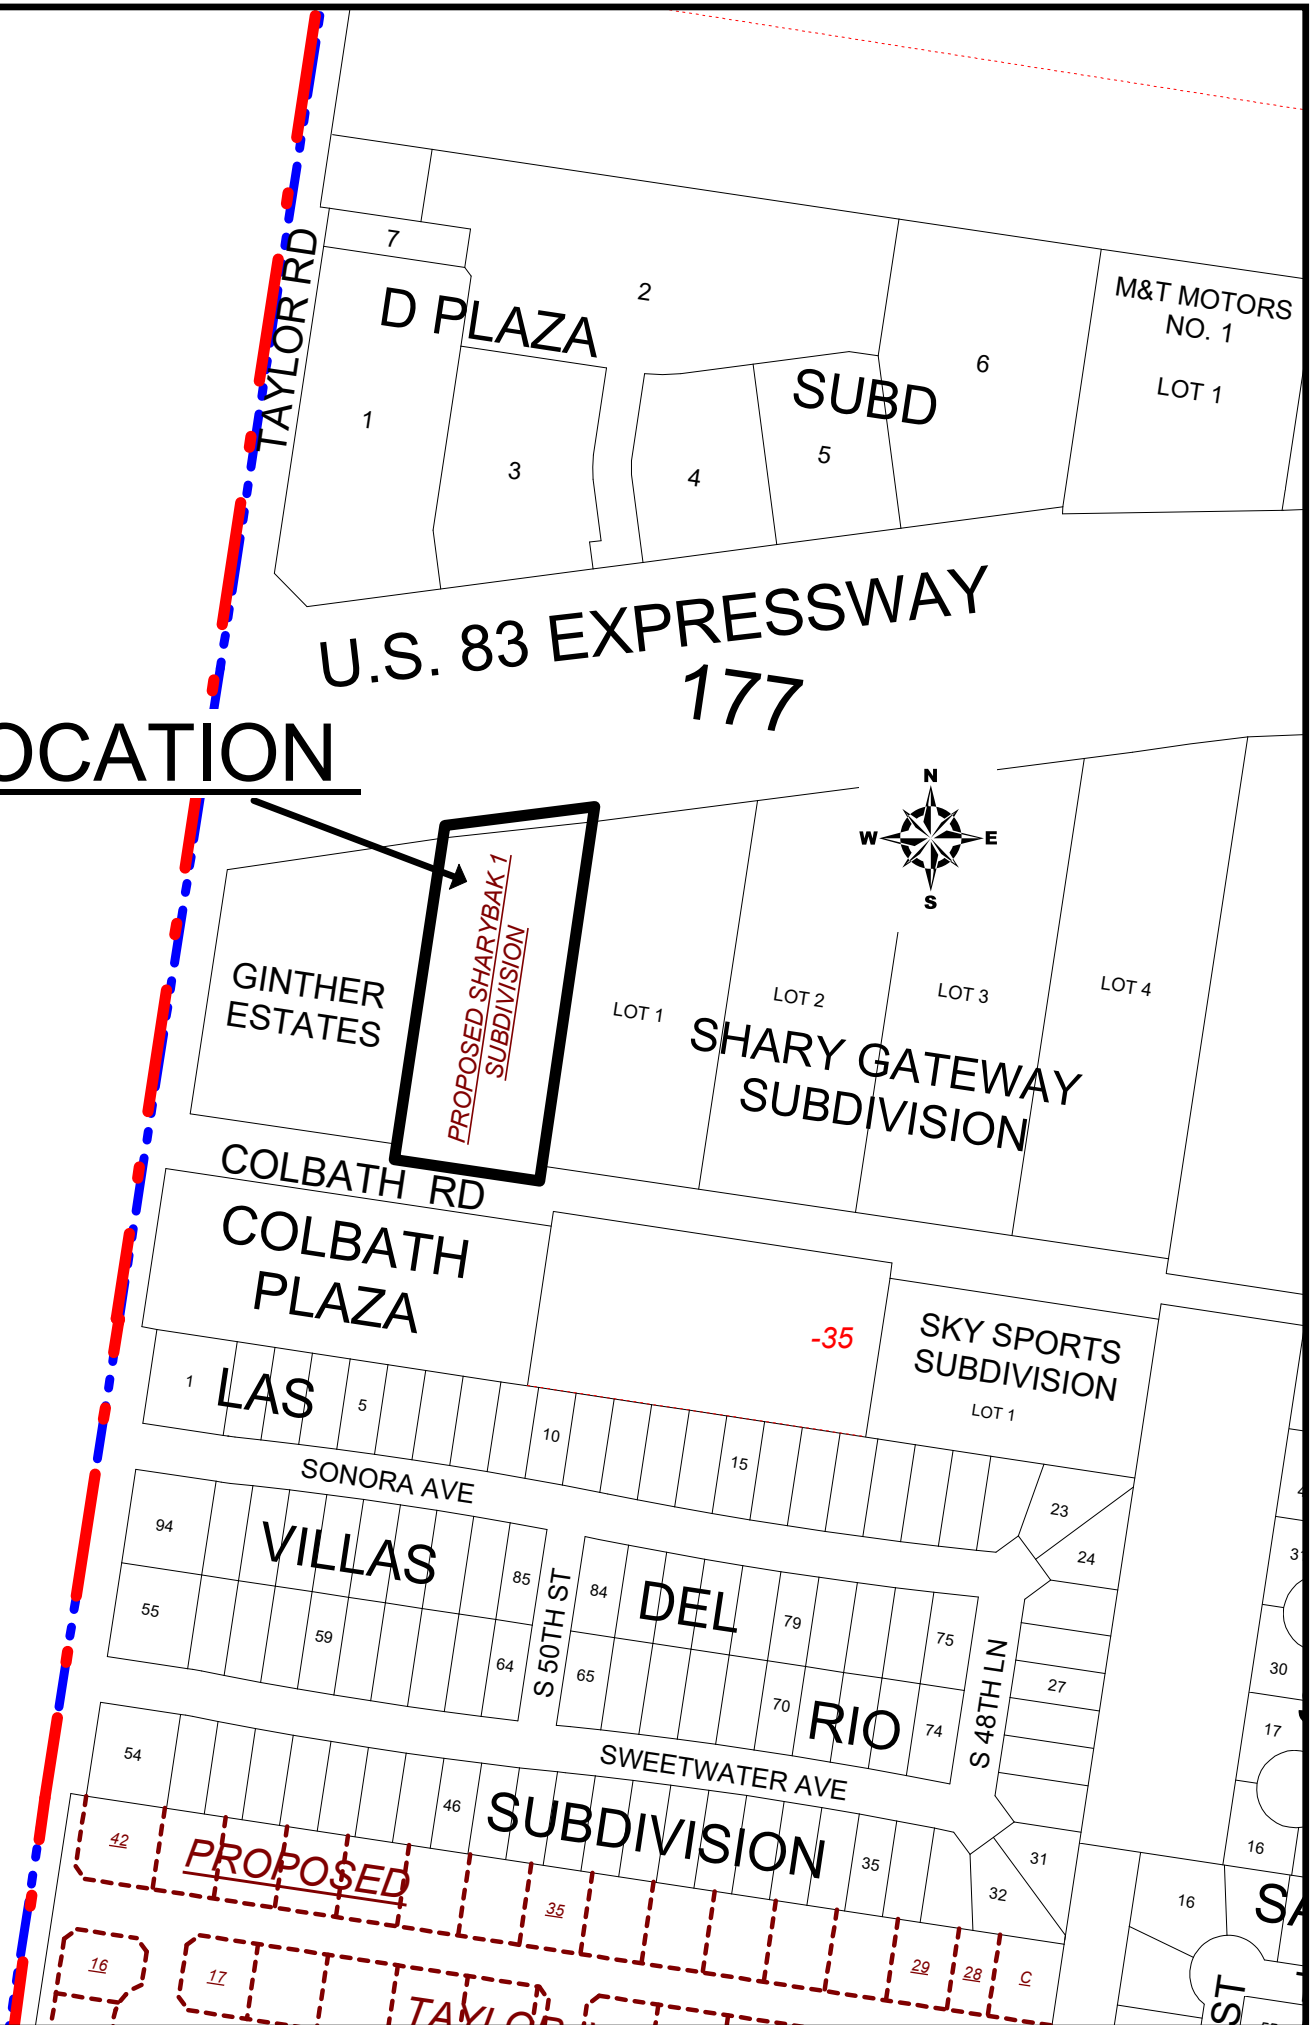 TAYLOR RD
7
D PLAZA
2
SUBD
6
M&T MOTORS
NO. 1
LOT 1
1
3
4
5
U.S. 83 EXPRESSWAY
177
OCATION
N
W
E
S
PROPOSED SHARYBAK 1
SUBDIVISION
GINTHER
ESTATES
LOT 1
LOT 2
LOT 3
LOT 4
SHARY GATEWAY
SUBDIVISION
COLBATH RD
COLBATH
PLAZA
-35
SKY SPORTS
SUBDIVISION
LOT 1
1
LAS
5
10
15
23
24
SONORA AVE
94
VILLAS
85
84
DEL
79
75
55
59
64
65
70
RIO
74
S 50TH ST
S 48TH LN
27
30
17
16
SWEETWATER AVE
54
46
SUBDIVISION
35
31
32
42
PROPOSED
35
29
28
C
16
17
TAYLOR
16
SA
ST